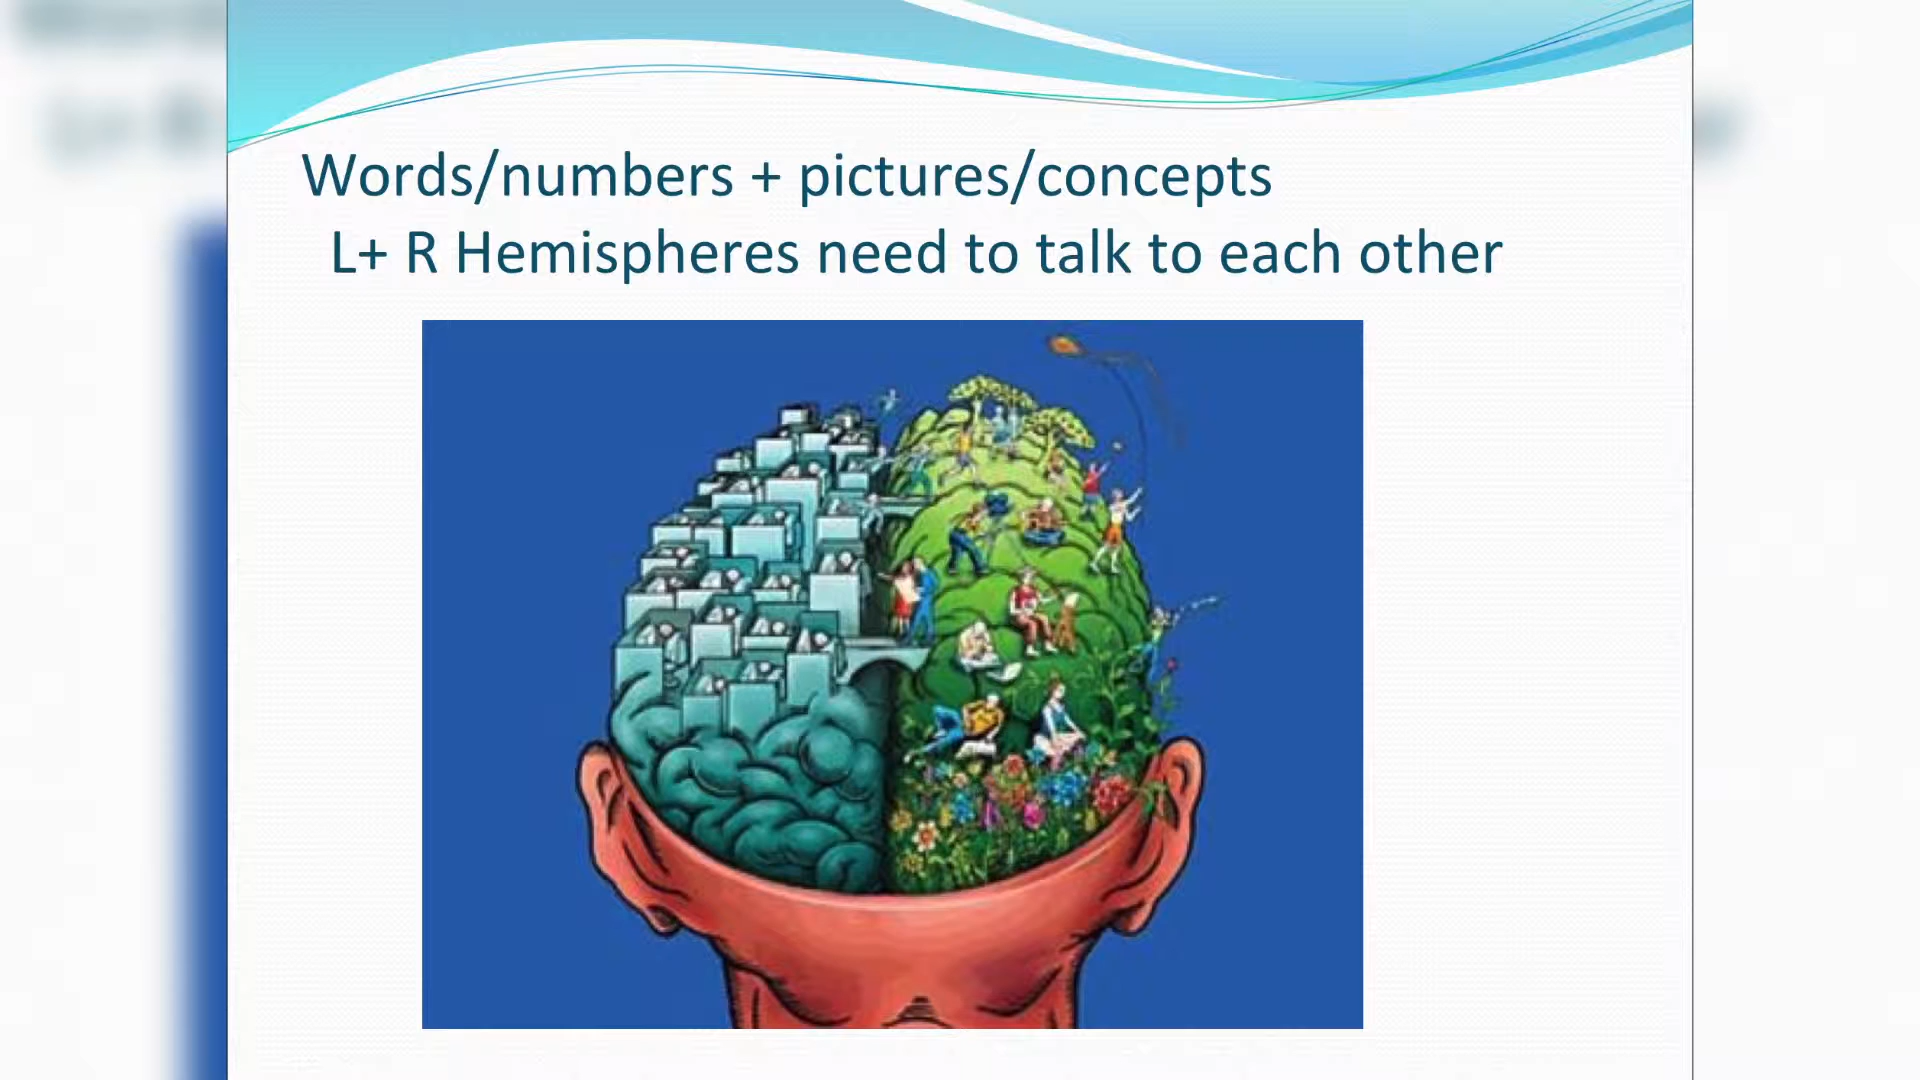 Words/numbers + pictures/concepts
L+ R Hemispheres need to talk to each other